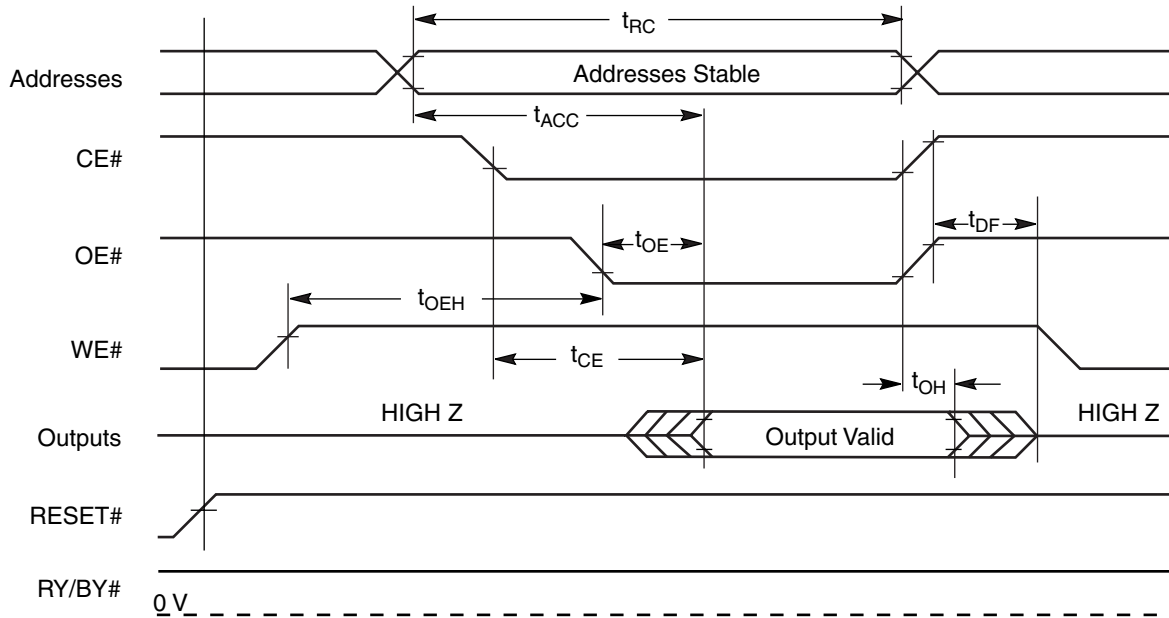 tRC
Addresses
Addresses Stable
tACC
CE#
tDF
OE#
tOE
tOEH
WE#
tCE
tOH
HIGH Z
HIGH Z
Outputs
Output Valid
RESET#
RY/BY#
0 V